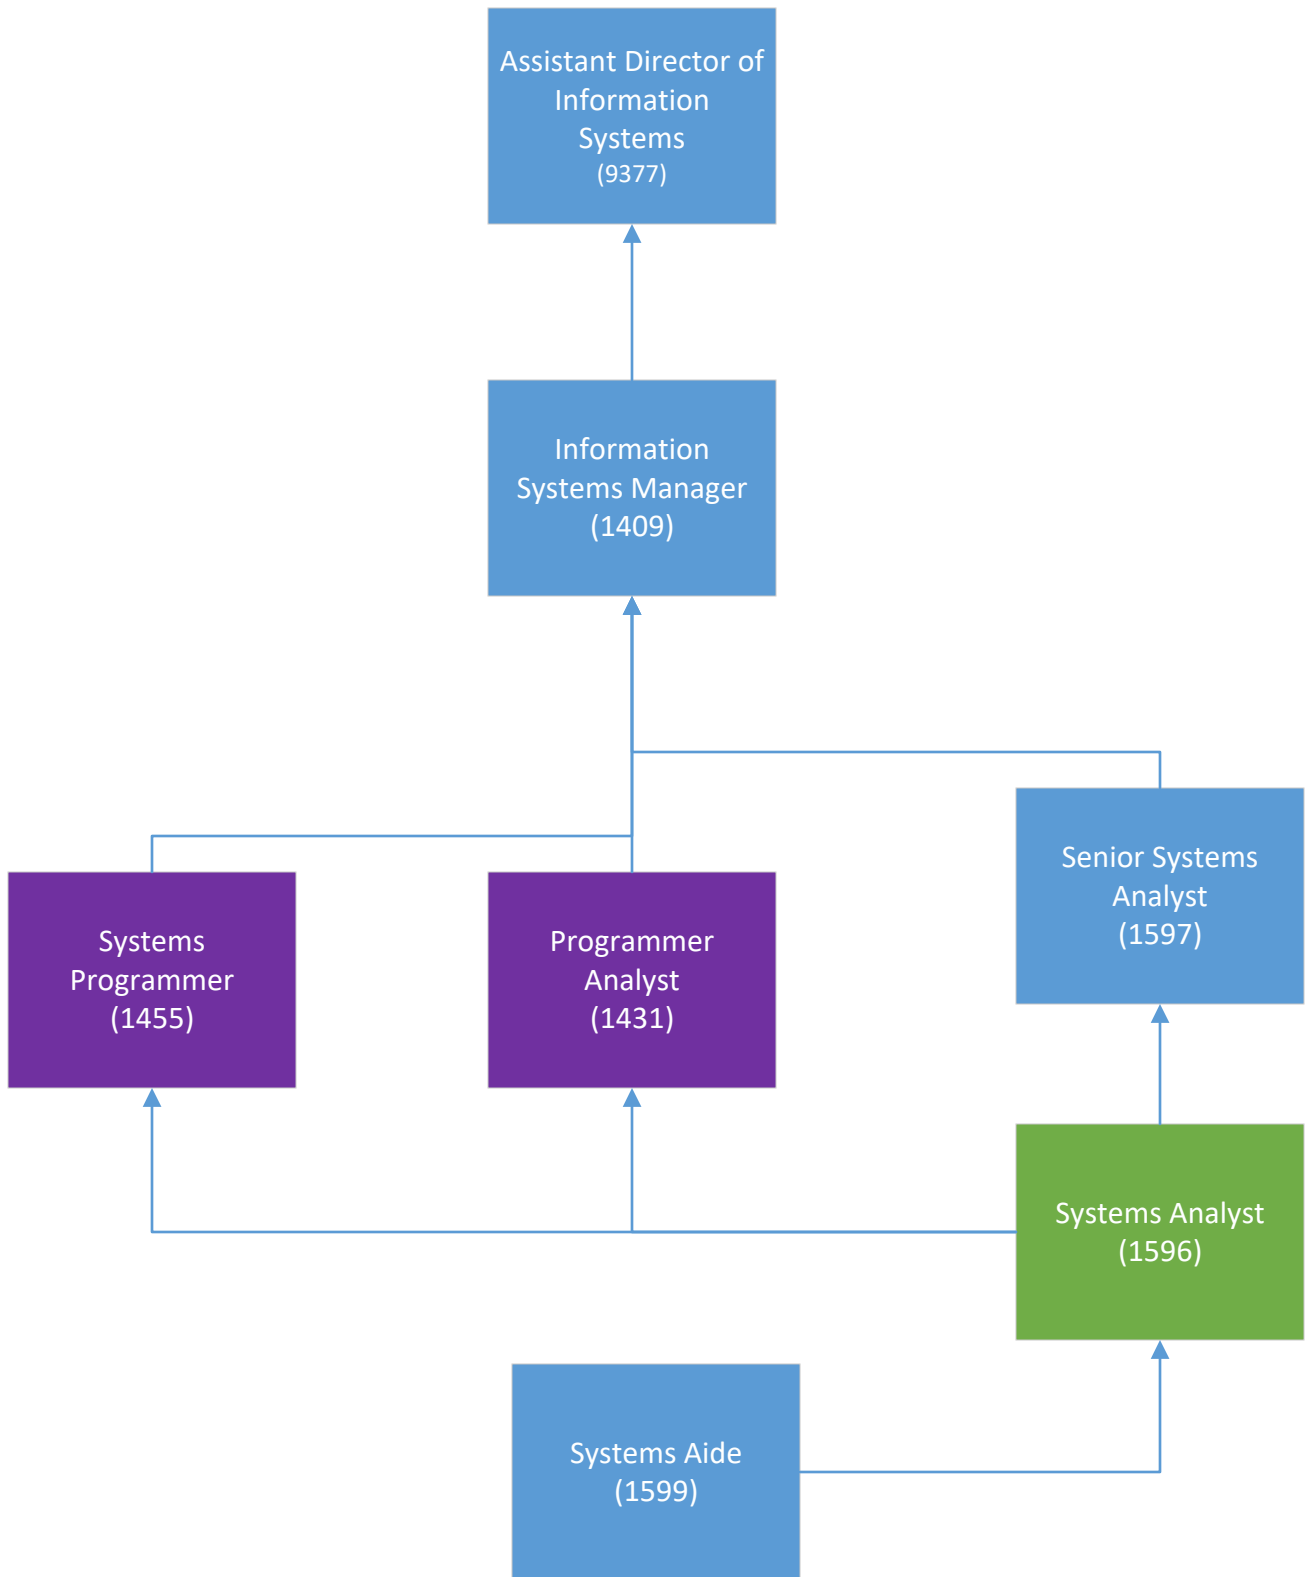 Assistant Director of
Information
Systems
(9377)
Information
Systems Manager
(1409)
Senior Systems
Analyst
(1597)
Systems
Programmer
(1455)
Programmer
Analyst
(1431)
Systems Analyst
(1596)
Systems Aide
(1599)